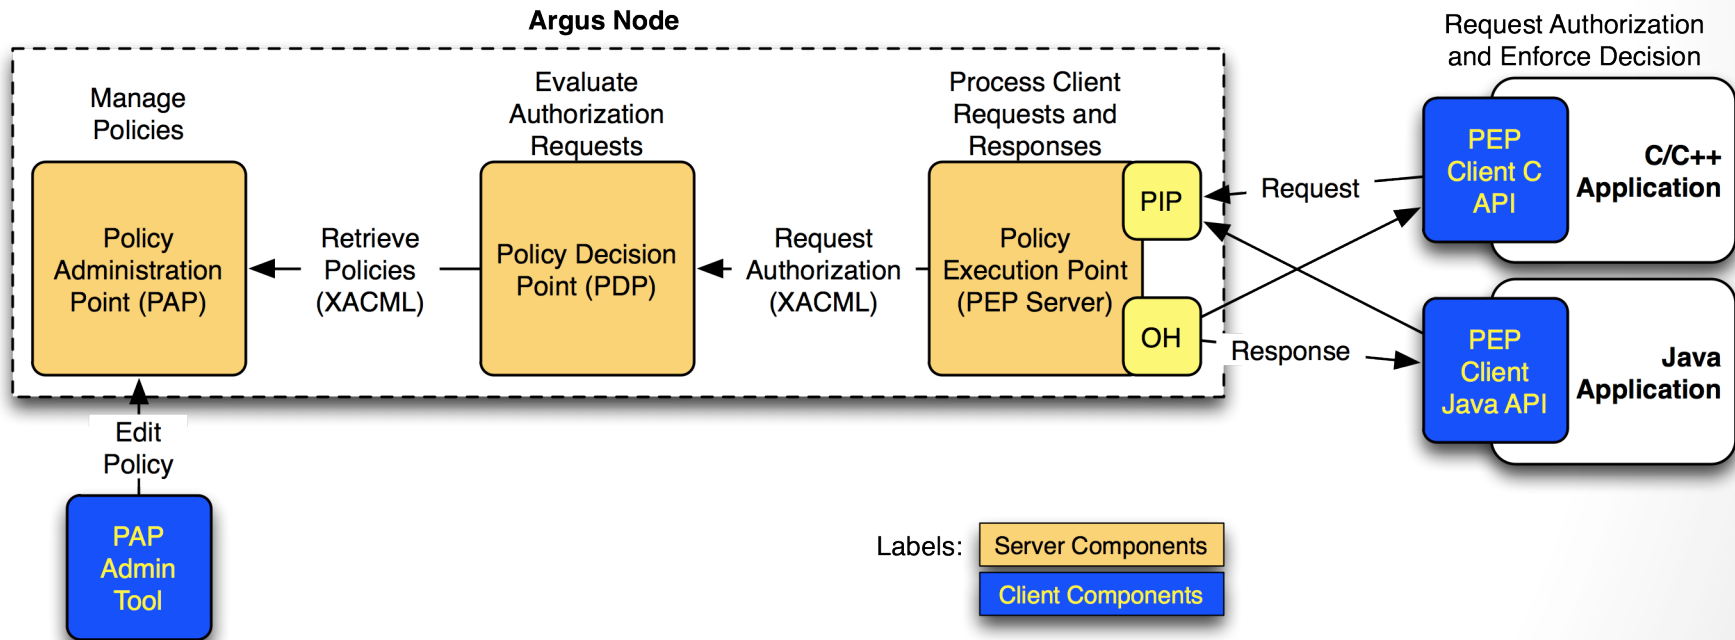 Argus Node
Request Authorization
and Enforce Decision
Manage
Policies
Evaluate
Authorization
Requests
Process Client
Requests and
Responses
Policy
Administration
Point (PAP)
Retrieve
Policies
(XACML)
Policy Decision
Point (PDP)
Request
Authorization
(XACML)
Policy
Execution Point
(PEP Server)
PIP
OH
Request
Response
PEP
Client C
API
C/C++
Application
PEP
Client
Java API
Java
Application
Edit
Policy
PAP
Admin
Tool
Labels:
Server Components
Client Components